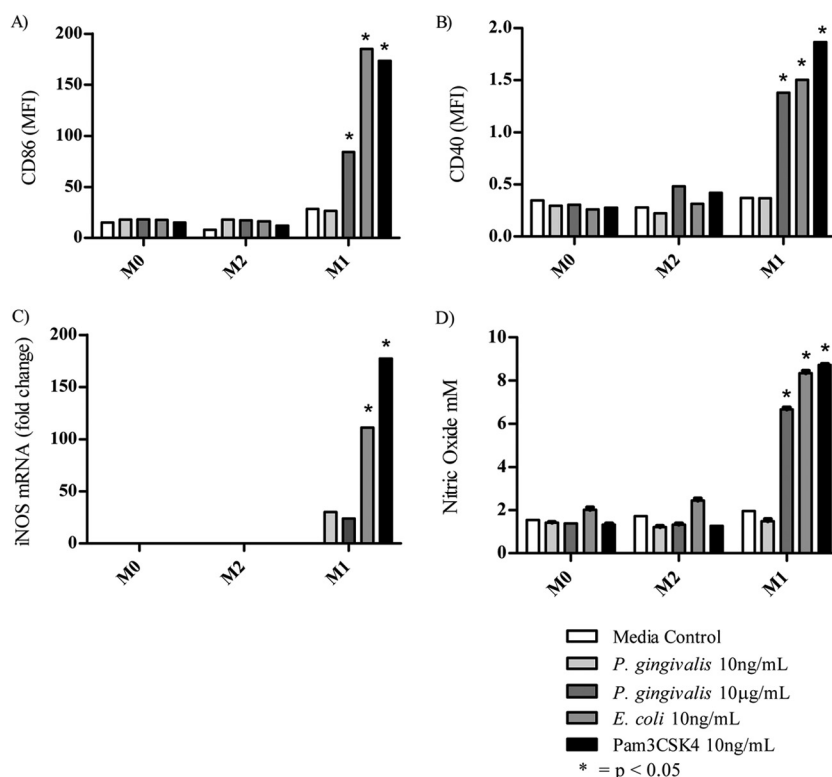 A)
CD86 (MFI)
200
150
100
50
0
* * *
M0 M2 M1
B)
CD40 (MFI)
2.0
1.5
1.0
0.5
0.0
* * *
M0 M2 M1
C)
iNOS mRNA (fold change)
200
150
100
50
0
* *
M0 M2 M1
D)
Nitric Oxide mM
10
8
6
4
2
0
* * *
M0 M2 M1
Media Control
P. gingivalis 10ng/mL
P. gingivalis 10µg/mL
E. coli 10ng/mL
Pam3CSK4 10ng/mL
* = p < 0.05